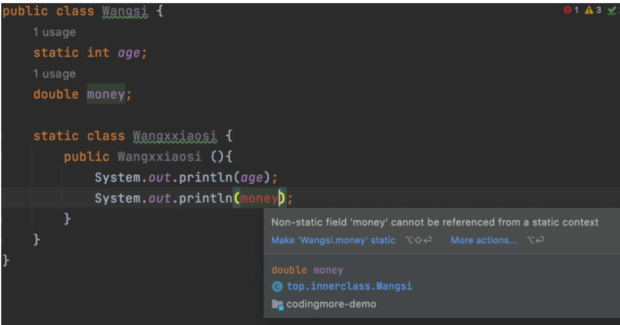 public class Wangsi {
1
3
1 usage
static int age;
1 usage
double money;
static class Wangxxiaosi {
public Wangxxiaosi (){
System.out.println(age);
System.out.println(money);
}
}
}
Non-static field 'money' cannot be referenced from a static context
Make 'Wangsi.money' static ⌥⇧⏎ More actions... ⌥⏎
double money
C top.innerclass.Wangsi
codingmore-demo